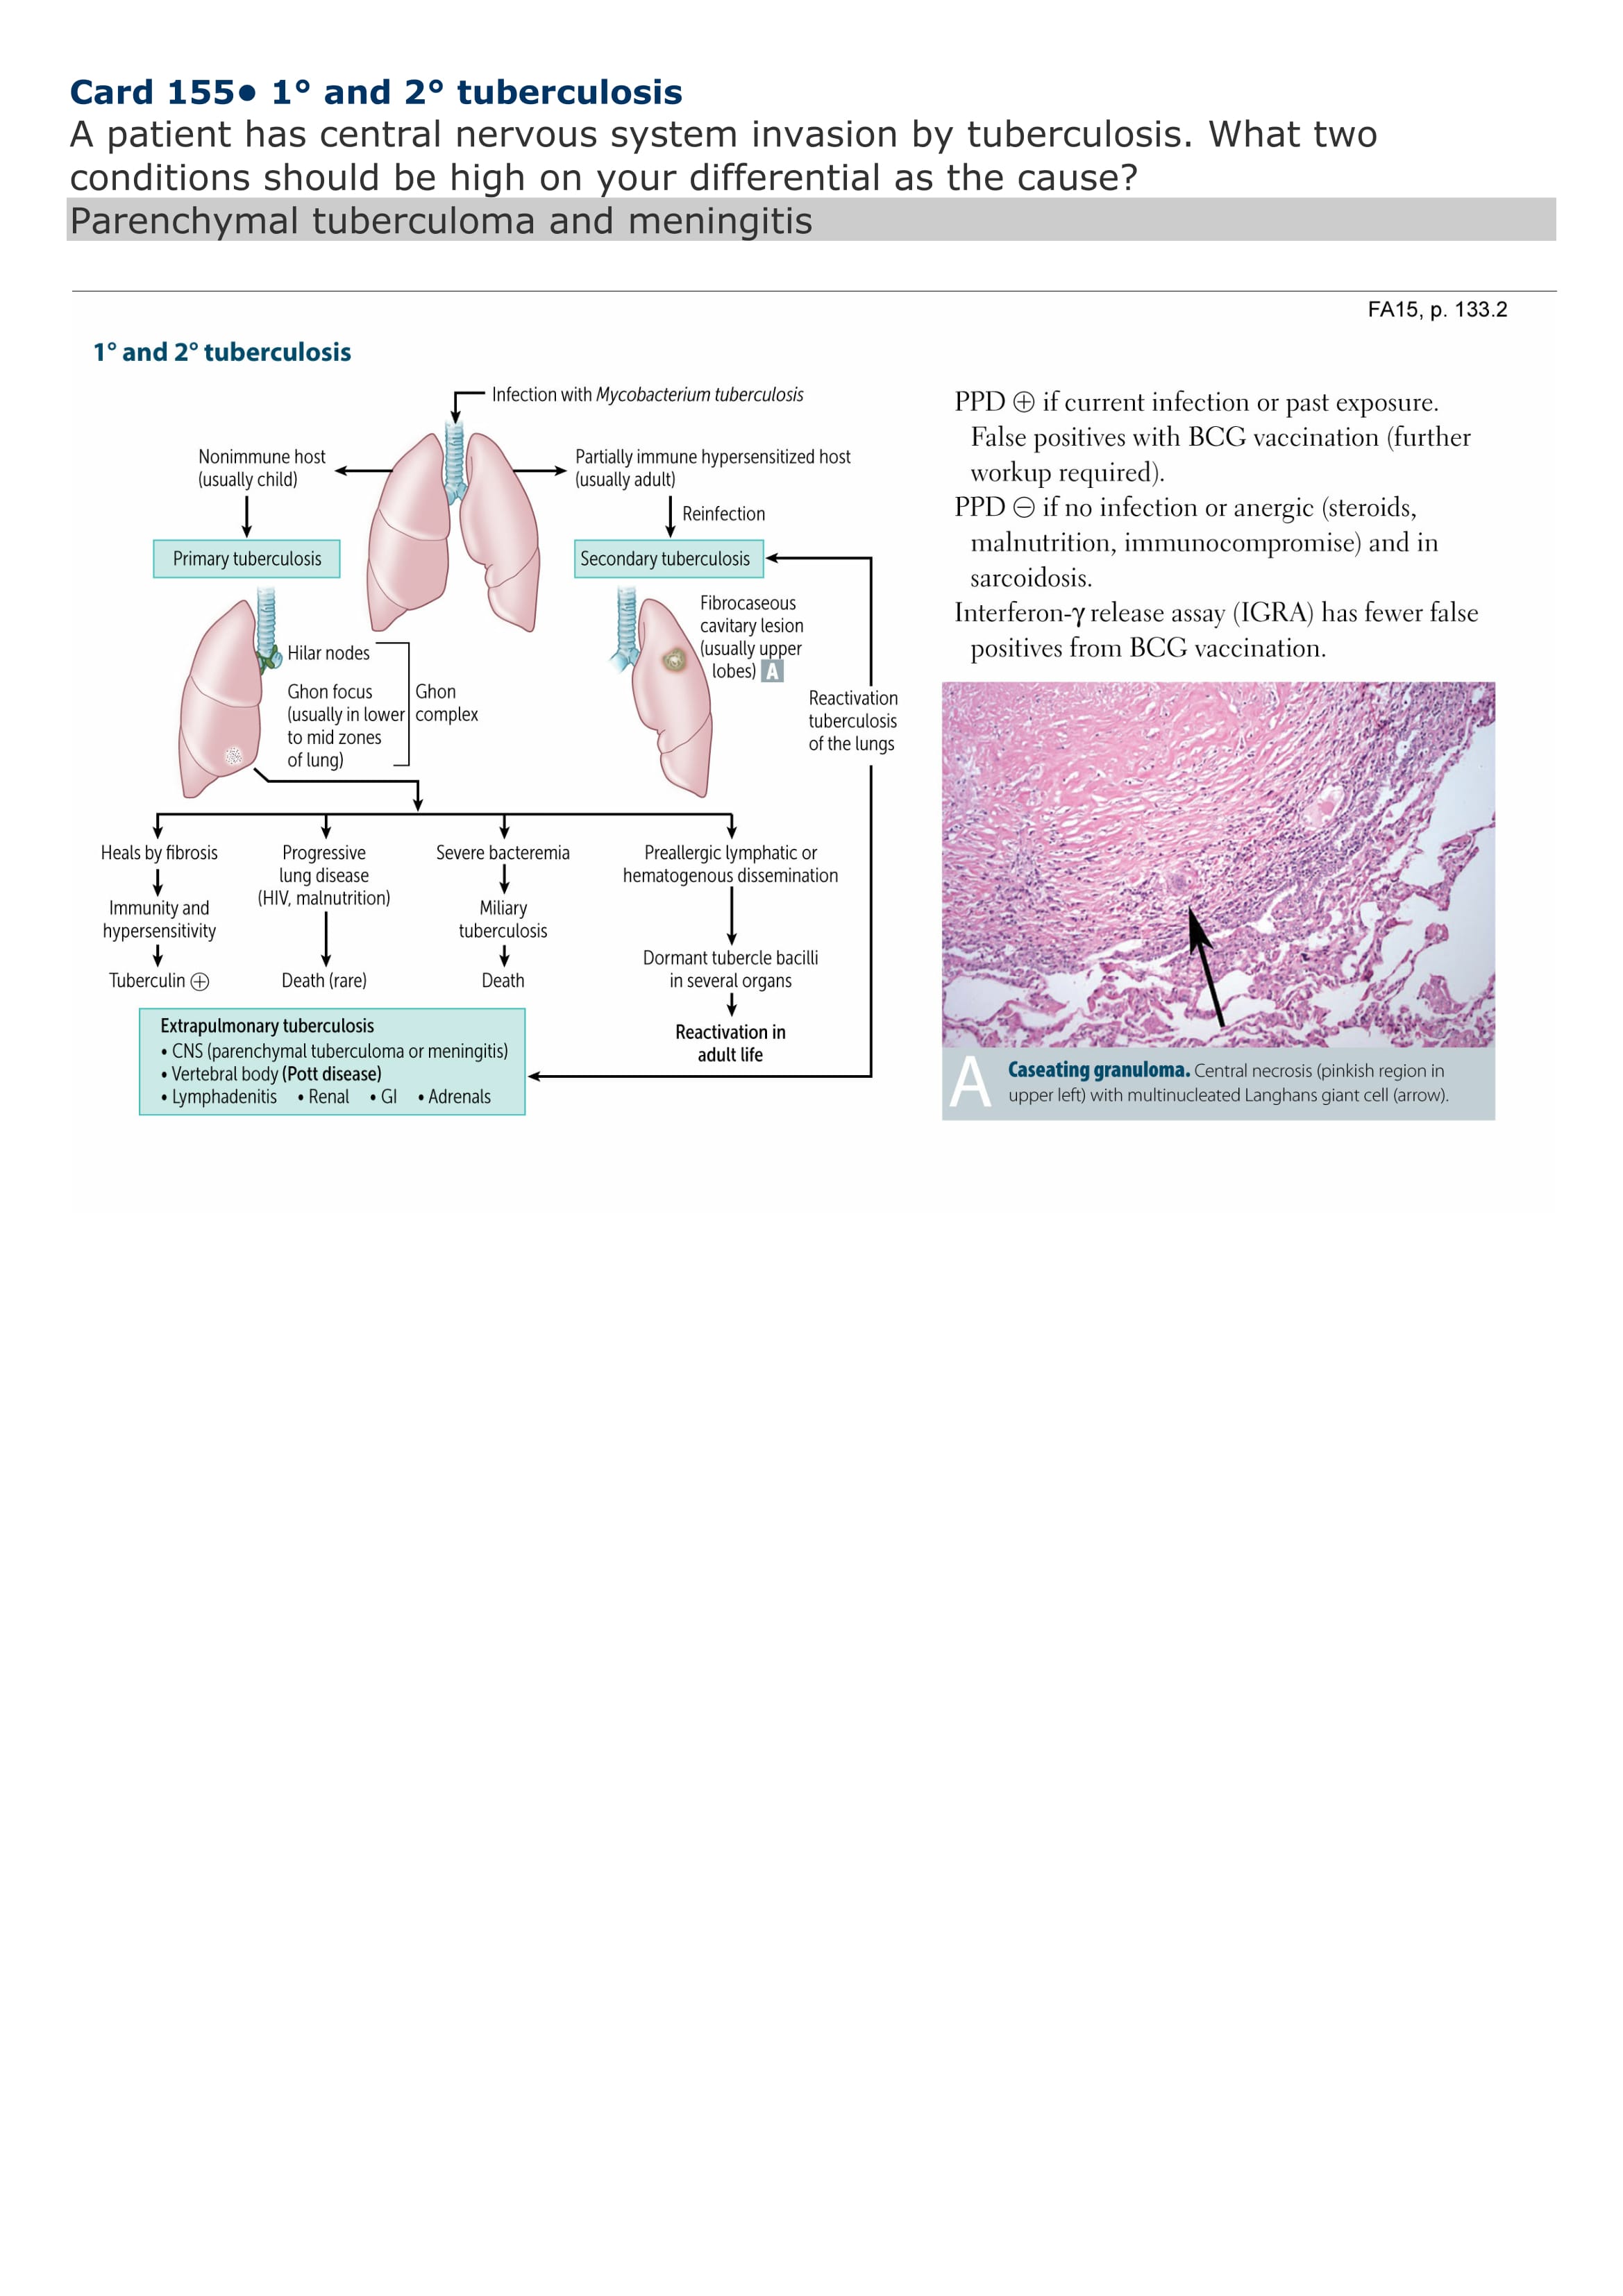 Card 155● 1° and 2° tuberculosis
A patient has central nervous system invasion by tuberculosis. What two
conditions should be high on your differential as the cause?
Parenchymal tuberculoma and meningitis
FA15, p. 133.2
1° and 2° tuberculosis
Infection with Mycobacterium tuberculosis
Nonimmune host
(usually child)
Partially immune hypersensitized host
(usually adult)
Reinfection
Primary tuberculosis
Secondary tuberculosis
Fibrocaseous
cavitary lesion
(usually upper
lobes) A
Hilar nodes
Ghon focus
(usually in lower
to mid zones
of lung)
Ghon
complex
Reactivation
tuberculosis
of the lungs
Heals by fibrosis
Immunity and
hypersensitivity
Tuberculin ⊕
Progressive
lung disease
(HIV, malnutrition)
Death (rare)
Severe bacteremia
Miliary
tuberculosis
Death
Preallergic lymphatic or
hematogenous dissemination
Dormant tubercle bacilli
in several organs
Reactivation in
adult life
Extrapulmonary tuberculosis
• CNS (parenchymal tuberculoma or meningitis)
• Vertebral body (Pott disease)
• Lymphadenitis • Renal • GI • Adrenals
PPD ⊕ if current infection or past exposure.
False positives with BCG vaccination (further
workup required).
PPD ⊖ if no infection or anergic (steroids,
malnutrition, immunocompromise) and in
sarcoidosis.
Interferon-γ release assay (IGRA) has fewer false
positives from BCG vaccination.
A
Caseating granuloma. Central necrosis (pinkish region in
upper left) with multinucleated Langhans giant cell (arrow).